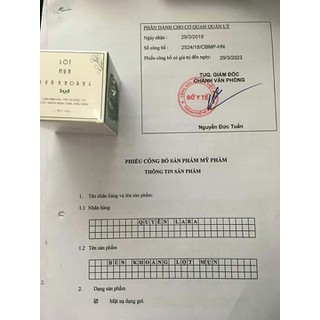 LỘT
MỤN
PHẦN DÀNH CHO CƠ QUAN QUẢN LÝ
Ngày nhận : 29/3/2018
Số công bố : 2524/18/CBMP-HN
Phiếu công bố có giá trị đến ngày: 29/3/2023
TUQ. GIÁM ĐỐC
CHÁNH VĂN PHÒNG
SỞ Y TẾ
Nguyễn Đức Tuấn
PHIẾU CÔNG BỐ SẢN PHẨM MỸ PHẨM
THÔNG TIN SẢN PHẨM
1. Tên nhãn hàng và tên sản phẩm:
1.1 Nhãn hàng
QUYÊN LARA
1.2 Tên sản phẩm
BÙN KHOÁNG LỘT MỤN
2. Dạng sản phẩm
☑ Mặt nạ dạng gel.